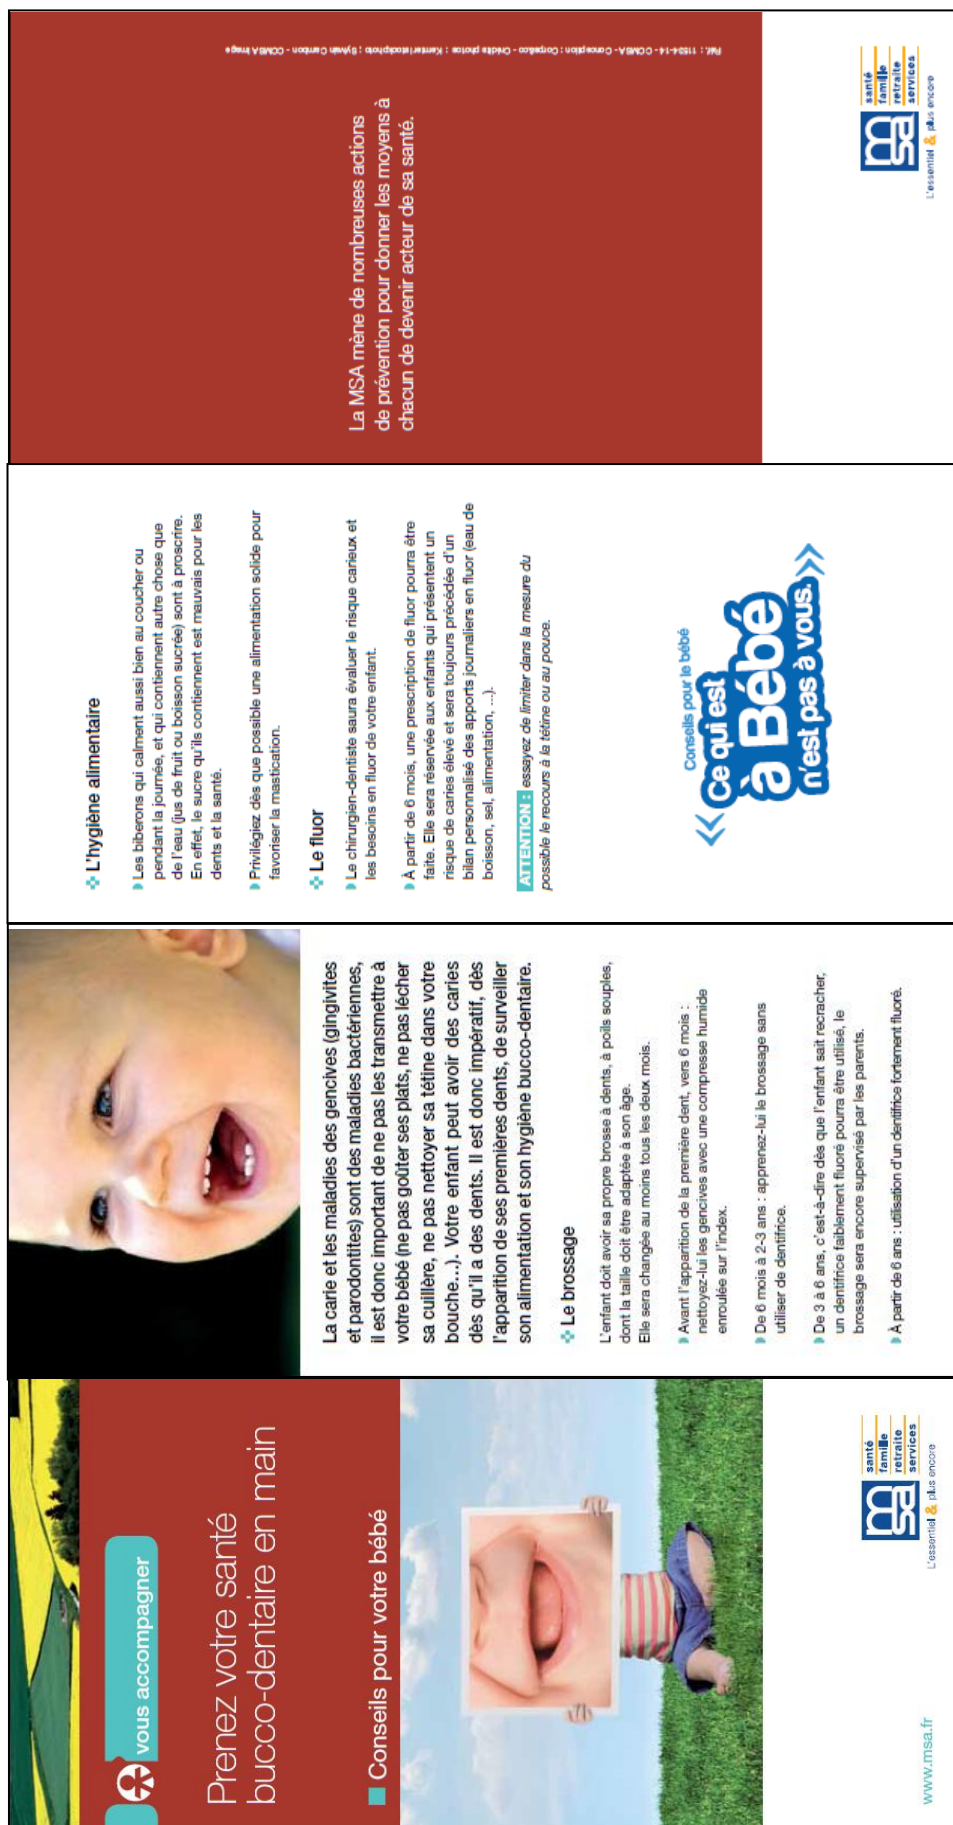 vous accompagner
Prenez votre santé
bucco-dentaire en main
Conseils pour votre bébé
www.msa.fr
msa
santé
famille
retraite
services
L'essentiel & plus encore
La carie et les maladies des gencives (gingivites
et parodontites) sont des maladies bactériennes,
il est donc important de ne pas les transmettre à
votre bébé (ne pas goûter ses plats, ne pas lécher
sa cuillère, ne pas nettoyer sa tétine dans votre
bouche...). Votre enfant peut avoir des caries
dès qu'il a des dents. Il est donc impératif, dès
l'apparition de ses premières dents, de surveiller
son alimentation et son hygiène bucco-dentaire.
Le brossage
L'enfant doit avoir sa propre brosse à dents, à poils souples,
dont la taille doit être adaptée à son âge.
Elle sera changée au moins tous les deux mois.
Avant l'apparition de la première dent, vers 6 mois :
nettoyez-lui les gencives avec une compresse humide
enroulée sur l'index.
De 6 mois à 2-3 ans : apprenez-lui le brossage sans
utiliser de dentifrice.
De 3 à 6 ans, c'est-à-dire dès que l'enfant sait recracher,
un dentifrice faiblement fluoré pourra être utilisé, le
brossage sera encore supervisé par les parents.
À partir de 6 ans : utilisation d'un dentifrice fortement fluoré.
L'hygiène alimentaire
Les biberons qui calment aussi bien au coucher ou
pendant la journée, et qui contiennent autre chose que
de l'eau (jus de fruit ou boisson sucrée) sont à proscrire.
En effet, le sucre qu'ils contiennent est mauvais pour les
dents et la santé.
Privilégiez dès que possible une alimentation solide pour
favoriser la mastication.
Le fluor
Le chirurgien-dentiste saura évaluer le risque carieux et
les besoins en fluor de votre enfant.
À partir de 6 mois, une prescription de fluor pourra être
faite. Elle sera réservée aux enfants qui présentent un
risque de caries élevé et sera toujours précédée d'un
bilan personnalisé des apports journaliers en fluor (eau de
boisson, sel, alimentation, ...).
ATTENTION : essayez de limiter dans la mesure du
possible le recours à la tétine ou au pouce.
Conseils pour le bébé
« Ce qui est
à Bébé
n'est pas à vous. »
La MSA mène de nombreuses actions
de prévention pour donner les moyens à
chacun de devenir acteur de sa santé.
Réf. : 11534-14 - CCMSA - Conception : Corp&co - Crédits photos : Kemter/istockphoto ; Sylvain Cambon - CCMSA Image
msa
santé
famille
retraite
services
L'essentiel & plus encore